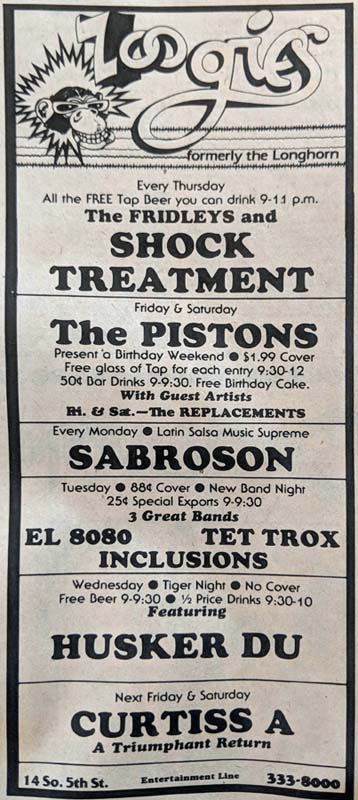 Zoogie's
formerly the Longhorn
Every Thursday
All the FREE Tap Beer you can drink 9-11 p.m.
The FRIDLEYS and
SHOCK
TREATMENT
Friday & Saturday
The PISTONS
Present 'a Birthday Weekend ● $1.99 Cover
Free glass of Tap for each entry 9:30-12
50¢ Bar Drinks 9-9:30. Free Birthday Cake.
With Guest Artists
Fri. & Sat.—The REPLACEMENTS
Every Monday ● Latin Salsa Music Supreme
SABROSON
Tuesday ● 88¢ Cover ● New Band Night
25¢ Special Exports 9-9:30
3 Great Bands
EL 8080 TET TROX
INCLUSIONS
Wednesday ● Tiger Night ● No Cover
Free Beer 9-9:30 ● ½ Price Drinks 9:30-10
Featuring
HUSKER DU
Next Friday & Saturday
CURTISS A
A Triumphant Return
14 So. 5th St. Entertainment Line 333-8000